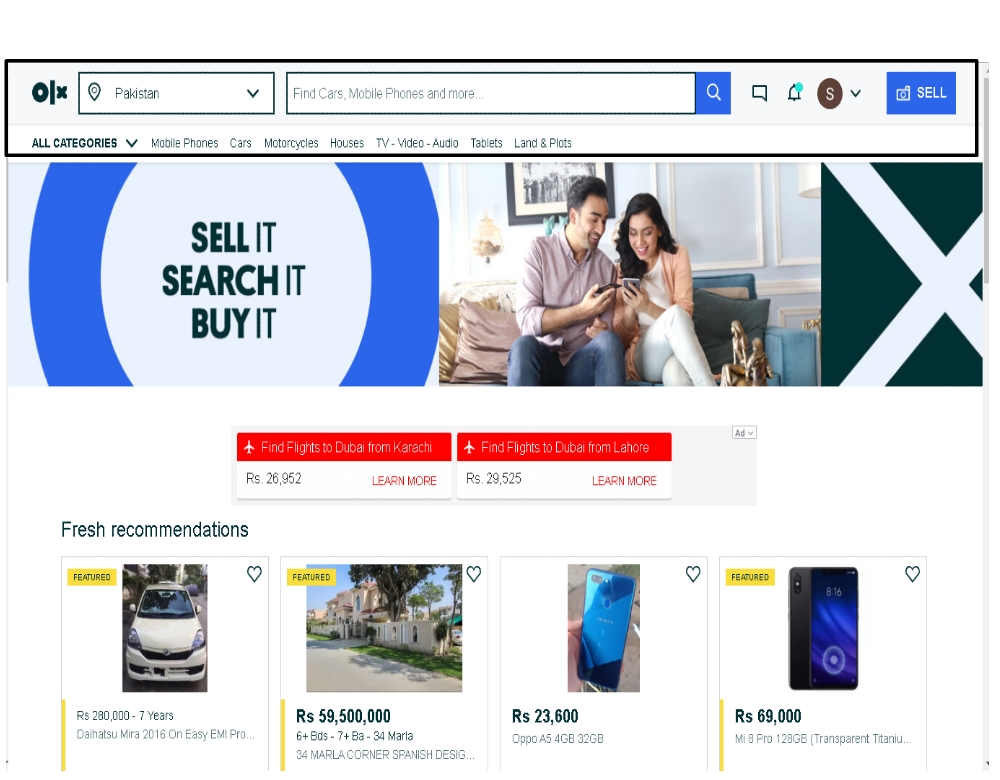 olx Pakistan Find Cars, Mobile Phones and more... S SELL
ALL CATEGORIES Mobile Phones Cars Motorcycles Houses TV - Video - Audio Tablets Land & Plots
SELL IT
SEARCH IT
BUY IT
Ad
Find Flights to Dubai from Karachi
Rs. 26,952 LEARN MORE
Find Flights to Dubai from Lahore
Rs. 29,525 LEARN MORE
Fresh recommendations
FEATURED
Rs 280,000 - 7 Years
Daihatsu Mira 2016 On Easy EMI Pro...
FEATURED
Rs 59,500,000
6+ Bds - 7+ Ba - 34 Marla
34 MARLA CORNER SPANISH DESIG...
Rs 23,600
Oppo A5 4GB 32GB
FEATURED
8:16
Rs 69,000
Mi 8 Pro 128GB (Transparent Titaniu...